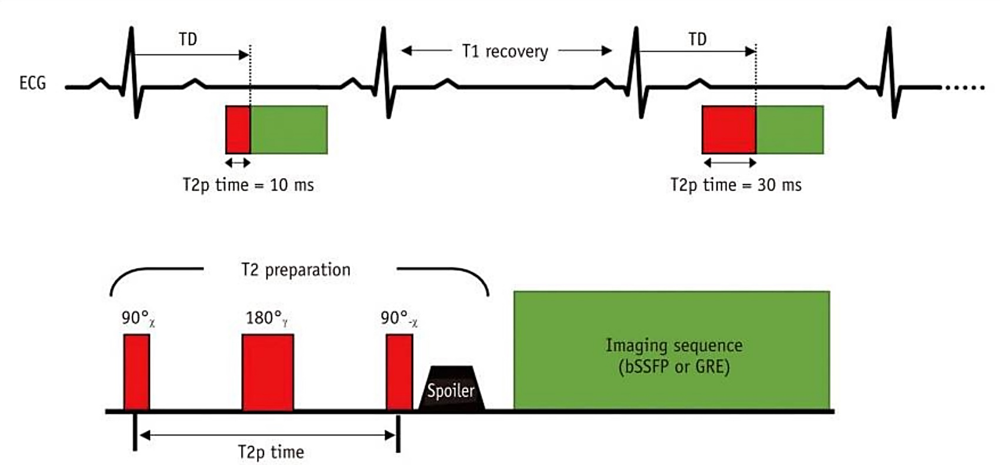 TD
T1 recovery
TD
ECG
T2p time = 10 ms
T2p time = 30 ms
T2 preparation
90°χ
180°γ
90°-χ
Imaging sequence
(bSSFP or GRE)
Spoiler
T2p time